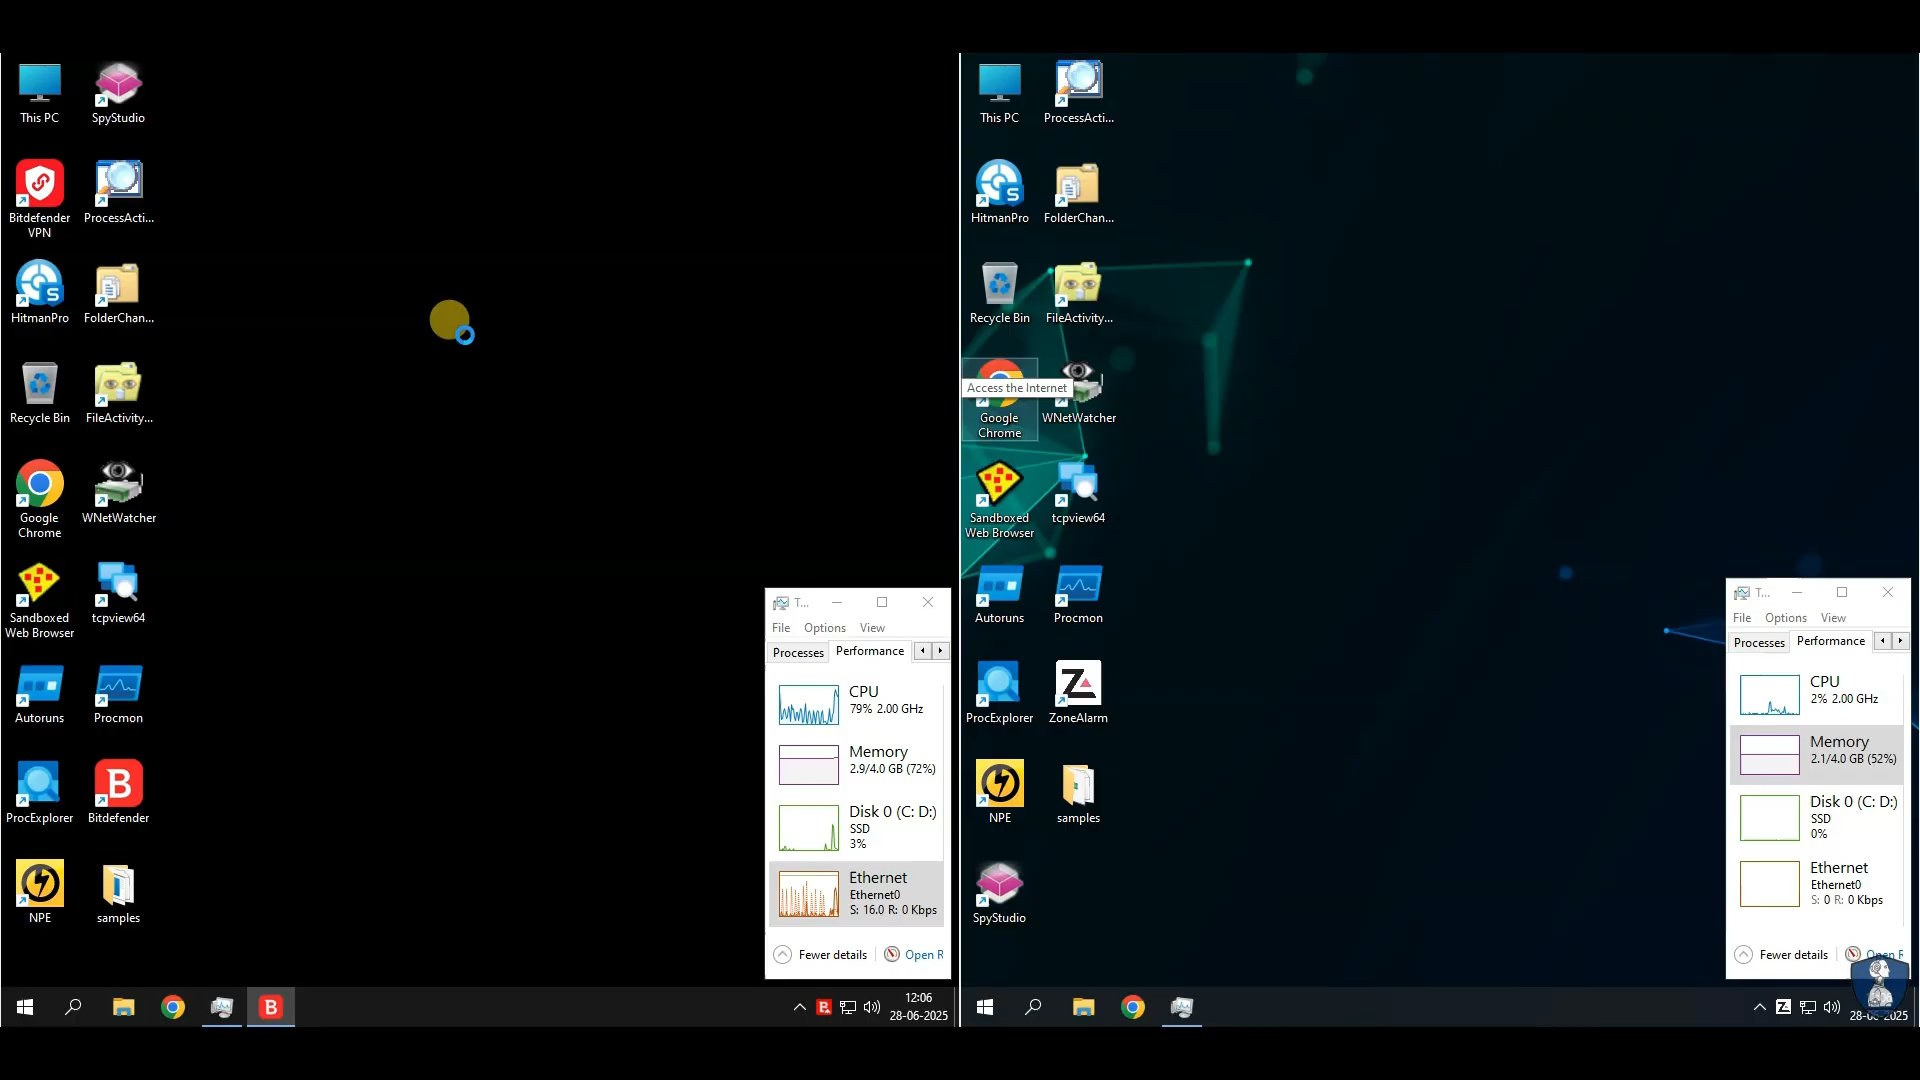 This PC
SpyStudio
Bitdefender
VPN
ProcessActi...
HitmanPro
FolderChan...
Recycle Bin
FileActivity...
Google
Chrome
WNetWatcher
Sandboxed
Web Browser
tcpview64
Autoruns
Procmon
ProcExplorer
B
Bitdefender
NPE
samples
T...
File Options View
Processes Performance
CPU
79% 2.00 GHz
Memory
2.9/4.0 GB (72%)
Disk 0 (C: D:)
SSD
3%
Ethernet
Ethernet0
S: 16.0 R: 0 Kbps
Fewer details
Open R
B
B
12:06
28-06-2025
This PC
ProcessActi...
S
HitmanPro
FolderChan...
Recycle Bin
FileActivity...
Access the Internet
Google
Chrome
WNetWatcher
Sandboxed
Web Browser
tcpview64
Autoruns
Procmon
ProcExplorer
Z
ZoneAlarm
NPE
samples
SpyStudio
T...
File Options View
Processes Performance
CPU
2% 2.00 GHz
Memory
2.1/4.0 GB (52%)
Disk 0 (C: D:)
SSD
0%
Ethernet
Ethernet0
S: 0 R: 0 Kbps
Fewer details
Open R
Z
28-06-2025